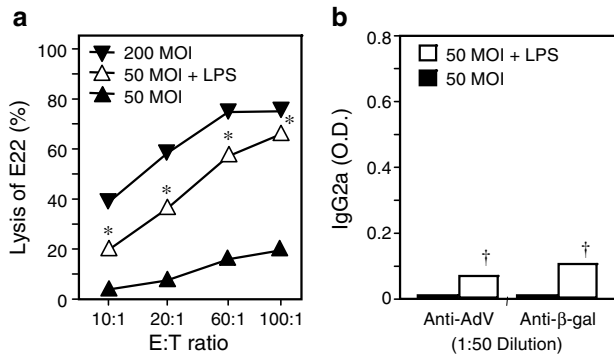 a
Lysis of E22 (%)
100
80
60
40
20
0
200 MOI
50 MOI + LPS
50 MOI
*
*
*
*
10:1
20:1
60:1
100:1
E:T ratio
b
IgG2a (O.D.)
0.8
0.6
0.4
0.2
0
50 MOI + LPS
50 MOI
†
†
Anti-AdV
Anti-β-gal
(1:50 Dilution)